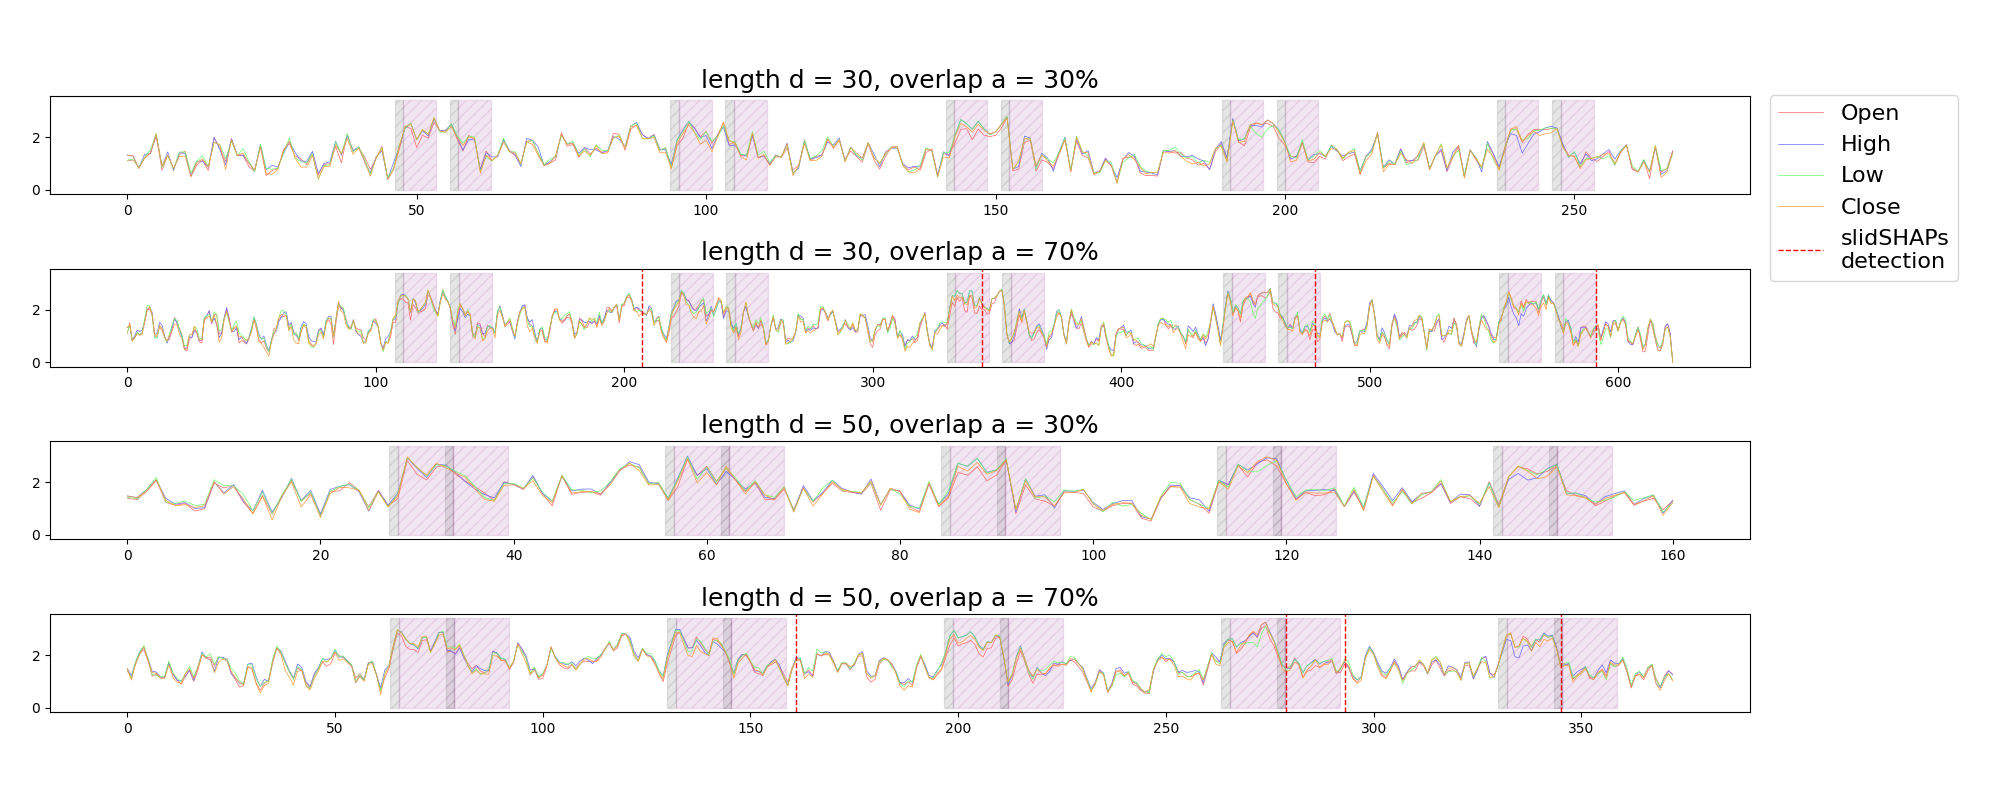 length d = 30, overlap a = 30%
2
0
0 50 100 150 200 250
Open
High
Low
Close
slidSHAPs
detection
length d = 30, overlap a = 70%
2
0
0 100 200 300 400 500 600
length d = 50, overlap a = 30%
2
0
0 20 40 60 80 100 120 140 160
length d = 50, overlap a = 70%
2
0
0 50 100 150 200 250 300 350